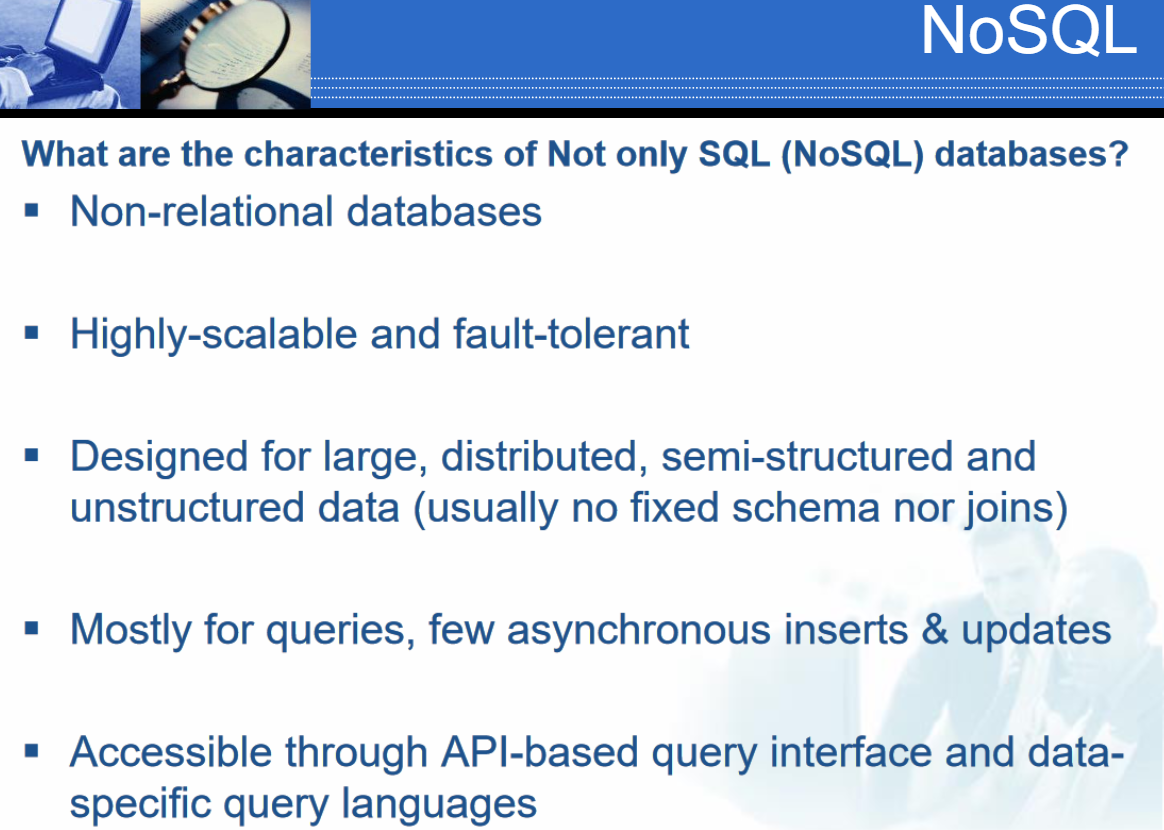 NoSQL
What are the characteristics of Not only SQL (NoSQL) databases?
▪ Non-relational databases
▪ Highly-scalable and fault-tolerant
▪ Designed for large, distributed, semi-structured and
unstructured data (usually no fixed schema nor joins)
▪ Mostly for queries, few asynchronous inserts & updates
▪ Accessible through API-based query interface and data-
specific query languages